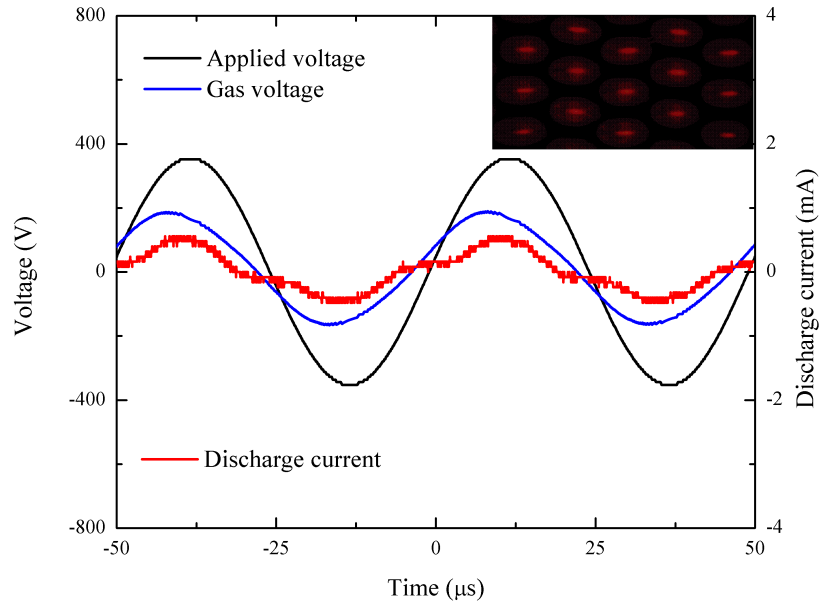 800
400
0
-400
-800
Voltage (V)
Applied voltage
Gas voltage
Discharge current
4
2
0
-2
-4
Discharge current (mA)
-50
-25
0
25
50
Time (μs)